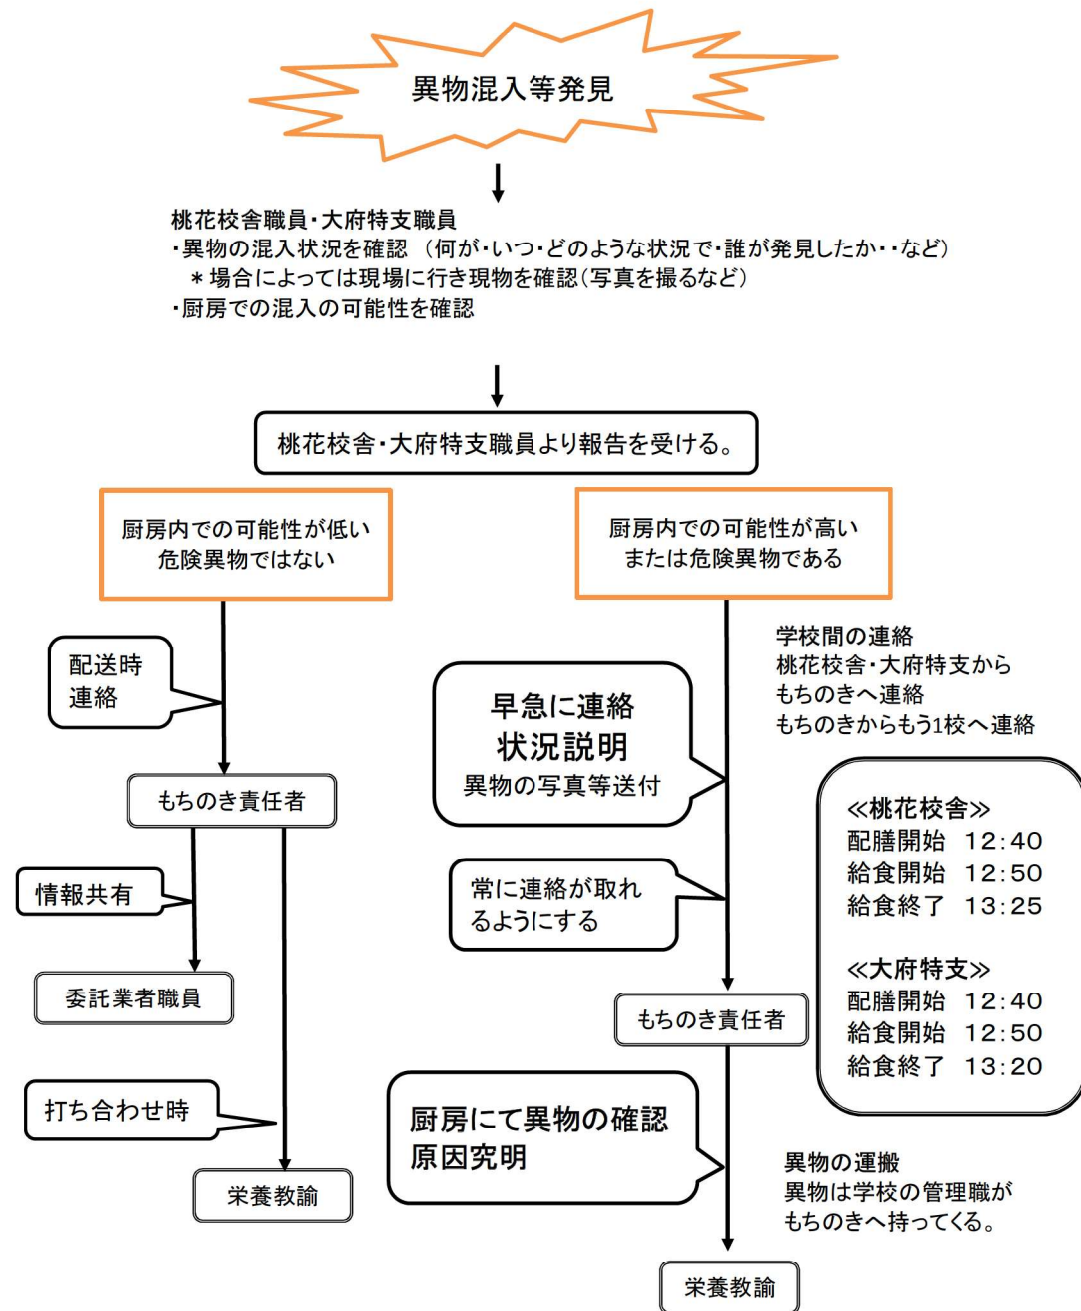 異物混入等発見
桃花校舎職員・大府特支職員
・異物の混入状況を確認 （何が・いつ・どのような状況で・誰が発見したか・・など）
＊場合によっては現場に行き現物を確認（写真を撮るなど）
・厨房での混入の可能性を確認
桃花校舎・大府特支職員より報告を受ける。
厨房内での可能性が低い
危険異物ではない
厨房内での可能性が高い
または危険異物である
配送時
連絡
もちのき責任者
情報共有
委託業者職員
打ち合わせ時
栄養教諭
早急に連絡
状況説明
異物の写真等送付
常に連絡が取れ
るようにする
もちのき責任者
厨房にて異物の確認
原因究明
栄養教諭
学校間の連絡
桃花校舎・大府特支から
もちのきへ連絡
もちのきからもう1校へ連絡
≪桃花校舎≫
配膳開始 12：40
給食開始 12：50
給食終了 13：25
≪大府特支≫
配膳開始 12：40
給食開始 12：50
給食終了 13：20
異物の運搬
異物は学校の管理職が
もちのきへ持ってくる。